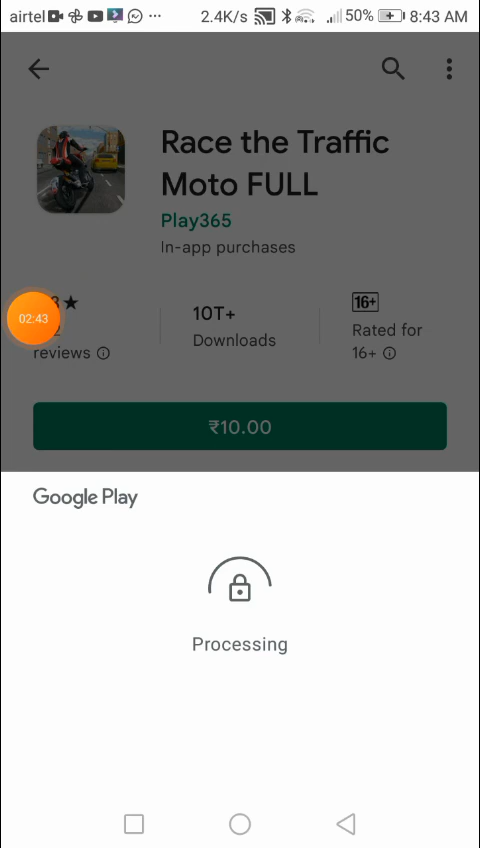 airtel ... 2.4K/s 50% 8:43 AM
Race the Traffic
Moto FULL
Play365
In-app purchases
02:43
reviews
10T+
Downloads
16+
Rated for
16+
₹10.00
Google Play
Processing